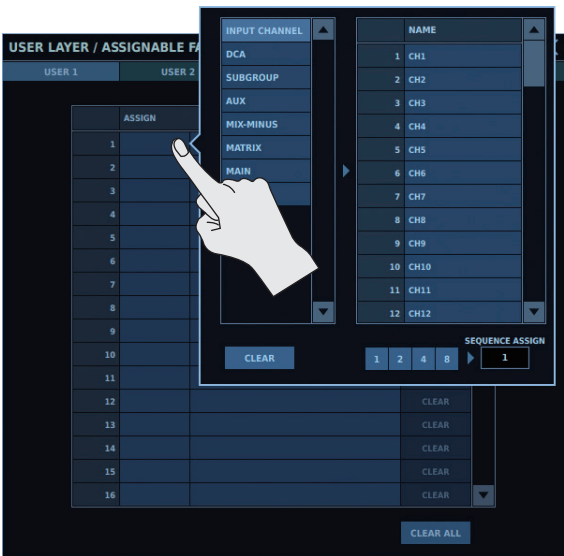 USER LAYER / ASSIGNABLE FA
USER 1
USER 2
ASSIGN
1
2
3
4
5
6
7
8
9
10
11
12 CLEAR
13 CLEAR
14 CLEAR
15 CLEAR
16 CLEAR
CLEAR ALL
INPUT CHANNEL
DCA
SUBGROUP
AUX
MIX-MINUS
MATRIX
MAIN
NAME
1 CH1
2 CH2
3 CH3
4 CH4
5 CH5
6 CH6
7 CH7
8 CH8
9 CH9
10 CH10
11 CH11
12 CH12
SEQUENCE ASSIGN
CLEAR
1 2 4 8 1